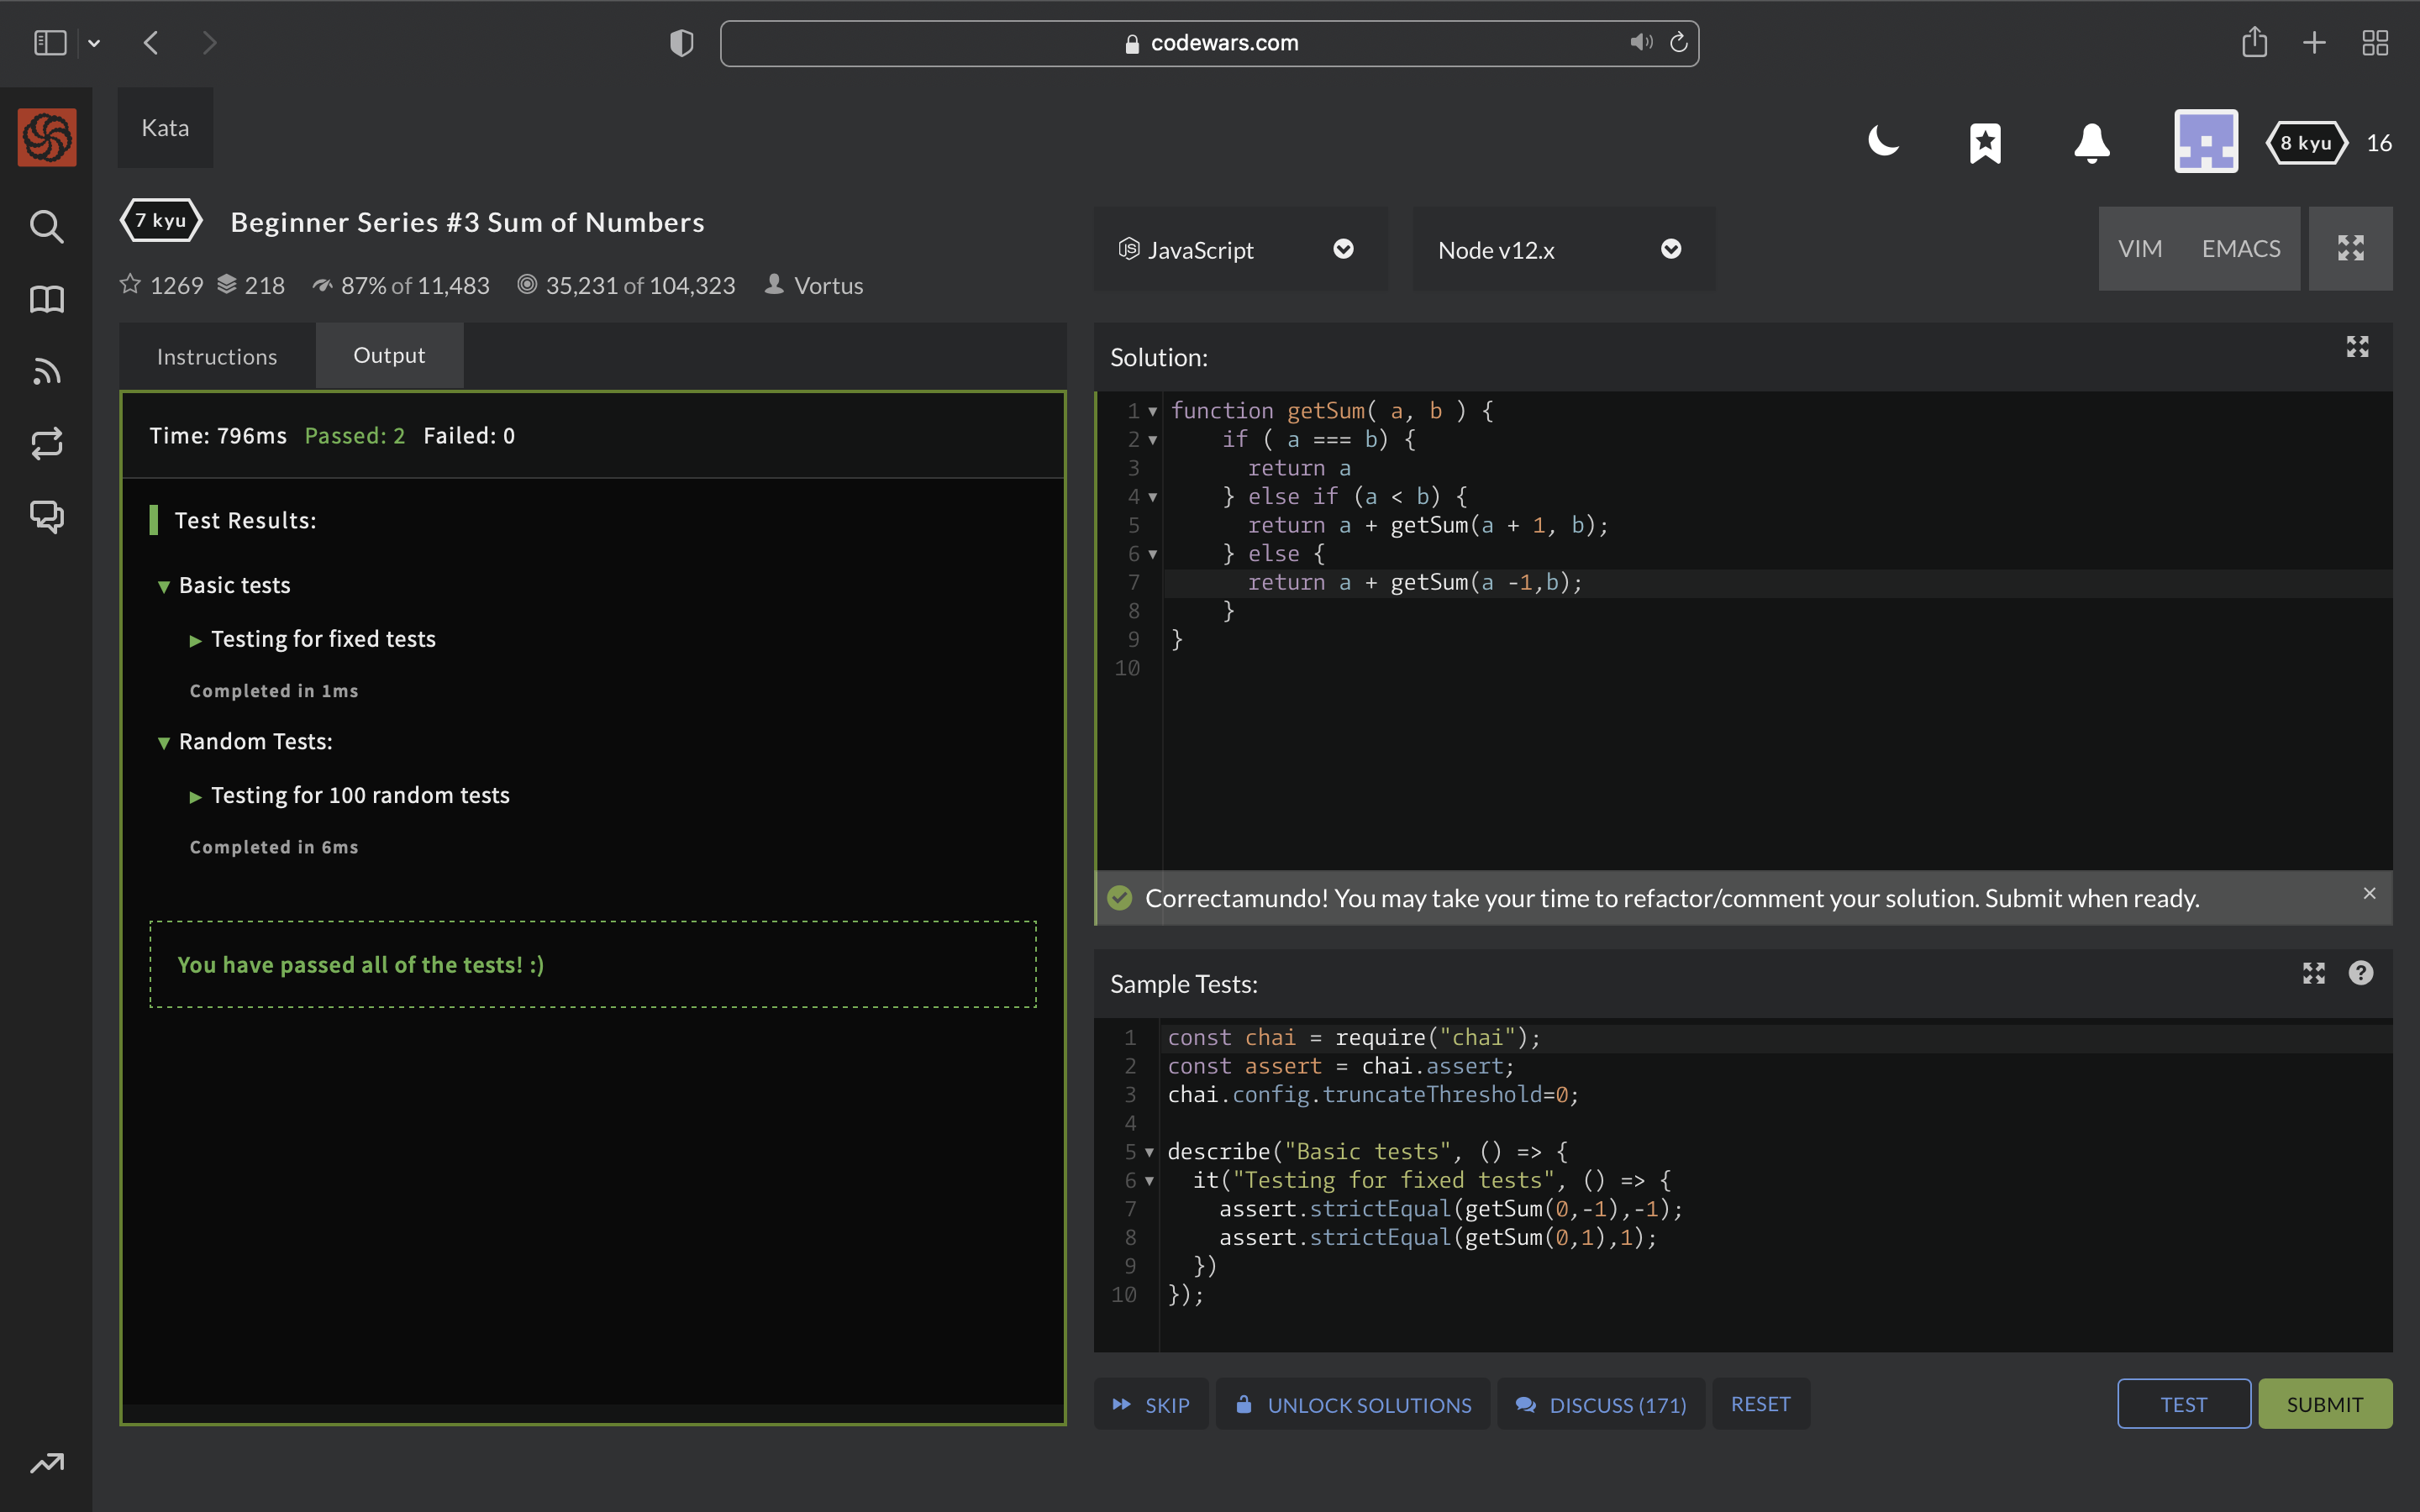 codewars.com
Kata
8 kyu 16
7 kyu Beginner Series #3 Sum of Numbers
1269 218 87% of 11,483 35,231 of 104,323 Vortus
JavaScript Node v12.x VIM EMACS
Instructions Output
Time: 796ms Passed: 2 Failed: 0
Test Results:
Basic tests
Testing for fixed tests
Completed in 1ms
Random Tests:
Testing for 100 random tests
Completed in 6ms
You have passed all of the tests! :)
Solution:
1 function getSum( a, b ) {
2 if ( a === b) {
3 return a
4 } else if (a < b) {
5 return a + getSum(a + 1, b);
6 } else {
7 return a + getSum(a -1,b);
8 }
9 }
10
Correctamundo! You may take your time to refactor/comment your solution. Submit when ready.
Sample Tests:
1 const chai = require("chai");
2 const assert = chai.assert;
3 chai.config.truncateThreshold=0;
4
5 describe("Basic tests", () => {
6 it("Testing for fixed tests", () => {
7 assert.strictEqual(getSum(0,-1),-1);
8 assert.strictEqual(getSum(0,1),1);
9 })
10 });
SKIP UNLOCK SOLUTIONS DISCUSS (171) RESET TEST SUBMIT